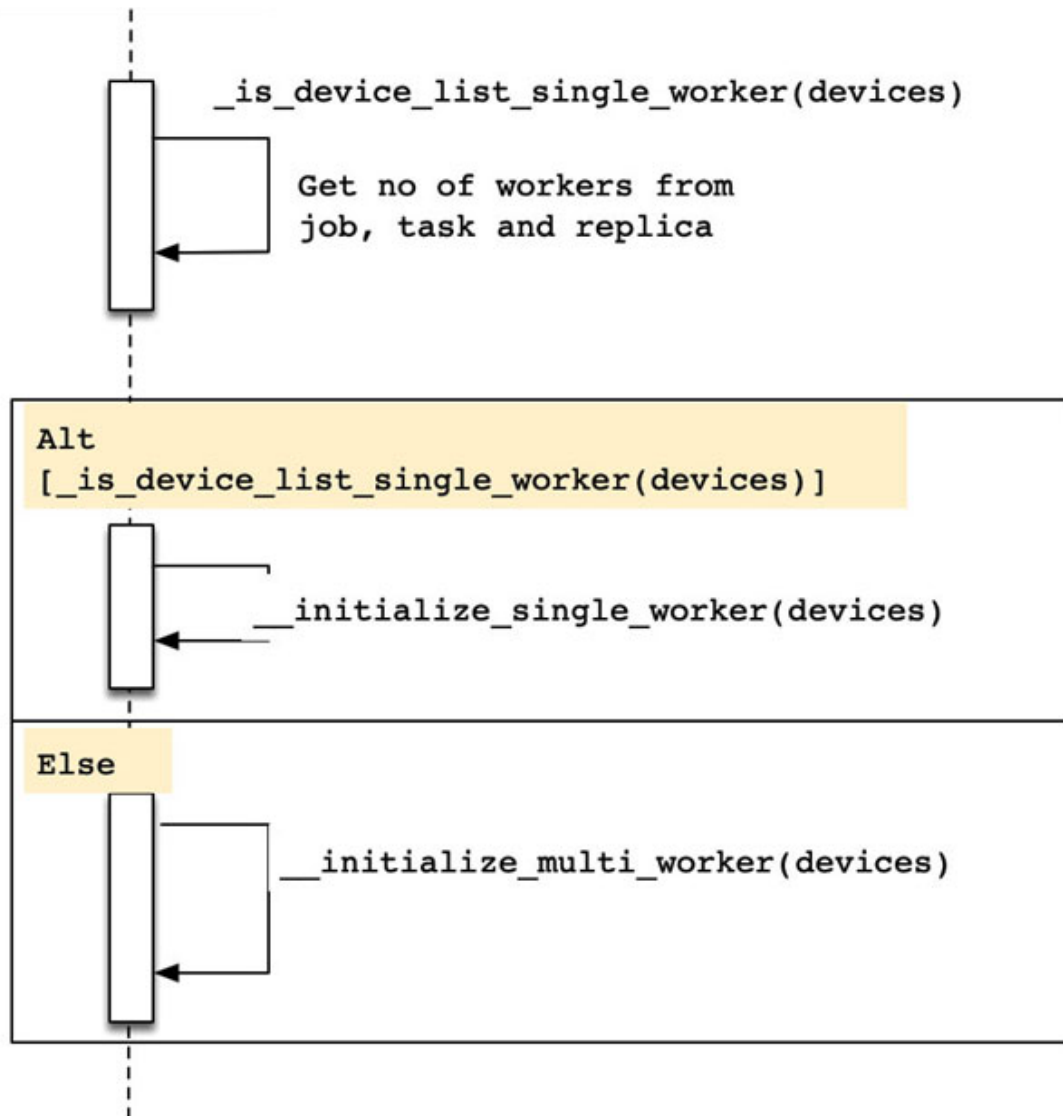 _is_device_list_single_worker(devices)
Get no of workers from
job, task and replica
Alt
[_is_device_list_single_worker(devices)]
__initialize_single_worker(devices)
Else
__initialize_multi_worker(devices)